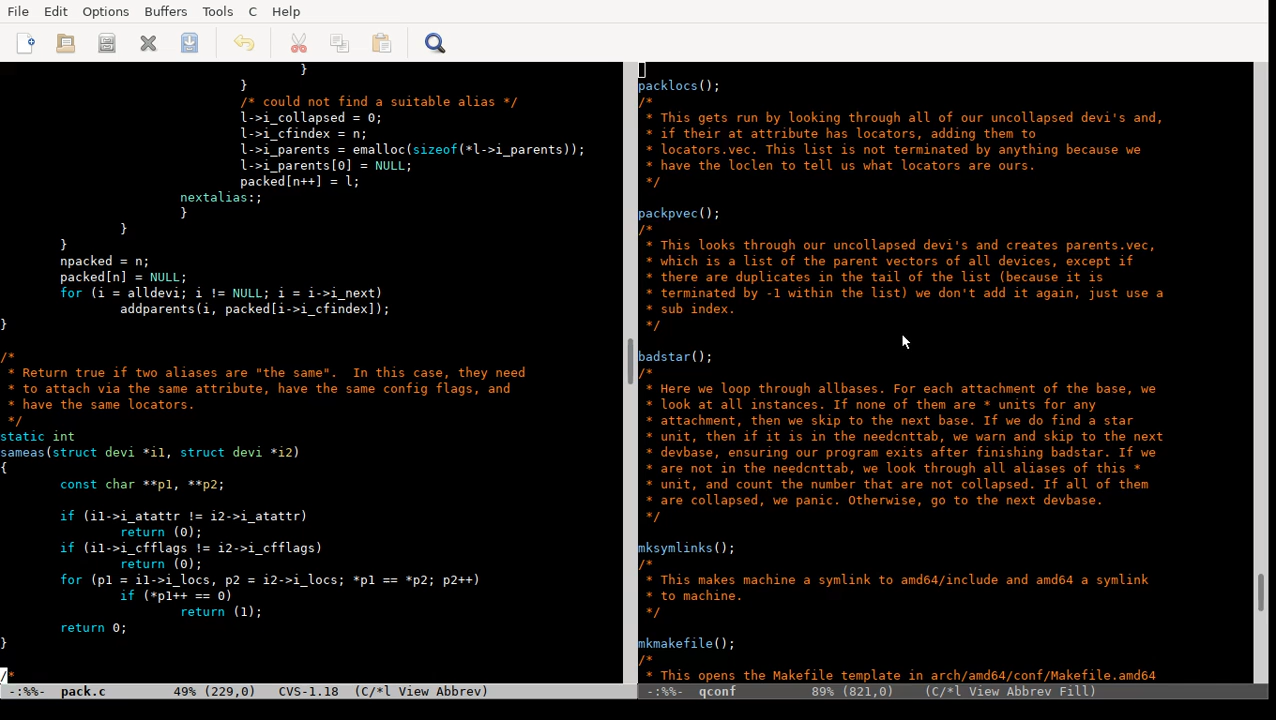 File Edit Options Buffers Tools C Help
}
}
/* could not find a suitable alias */
l->i_collapsed = 0;
l->i_cfindex = n;
l->i_parents = emalloc(sizeof(*l->i_parents));
l->i_parents[0] = NULL;
packed[n++] = l;
nextalias:;
}
}
}
npacked = n;
packed[n] = NULL;
for (i = alldevi; i != NULL; i = i->i_next)
addparents(i, packed[i->i_cfindex]);
}
/*
* Return true if two aliases are "the same".  In this case, they need
* to attach via the same attribute, have the same config flags, and
* have the same locators.
*/
static int
sameas(struct devi *i1, struct devi *i2)
{
const char **p1, **p2;
if (i1->i_atattr != i2->i_atattr)
return (0);
if (i1->i_cfflags != i2->i_cfflags)
return (0);
for (p1 = i1->i_locs, p2 = i2->i_locs; *p1 == *p2; p2++)
if (*p1++ == 0)
return (1);
return 0;
}
/*
-:%%-  pack.c         49% (229,0)    CVS-1.18  (C/*l View Abbrev)
packlocs();
/*
* This gets run by looking through all of our uncollapsed devi's and,
* if their at attribute has locators, adding them to
* locators.vec. This list is not terminated by anything because we
* have the loclen to tell us what locators are ours.
*/
packpvec();
/*
* This looks through our uncollapsed devi's and creates parents.vec,
* which is a list of the parent vectors of all devices, except if
* there are duplicates in the tail of the list (because it is
* terminated by -1 within the list) we don't add it again, just use a
* sub index.
*/
badstar();
/*
* Here we loop through allbases. For each attachment of the base, we
* look at all instances. If none of them are * units for any
* attachment, then we skip to the next base. If we do find a star
* unit, then if it is in the needcnttab, we warn and skip to the next
* devbase, ensuring our program exits after finishing badstar. If we
* are not in the needcnttab, we look through all aliases of this *
* unit, and count the number that are not collapsed. If all of them
* are collapsed, we panic. Otherwise, go to the next devbase.
*/
mksymlinks();
/*
* This makes machine a symlink to amd64/include and amd64 a symlink
* to machine.
*/
mkmakefile();
/*
* This opens the Makefile template in arch/amd64/conf/Makefile.amd64
-:%%-  qconf          89% (821,0)    (C/*l View Abbrev Fill)